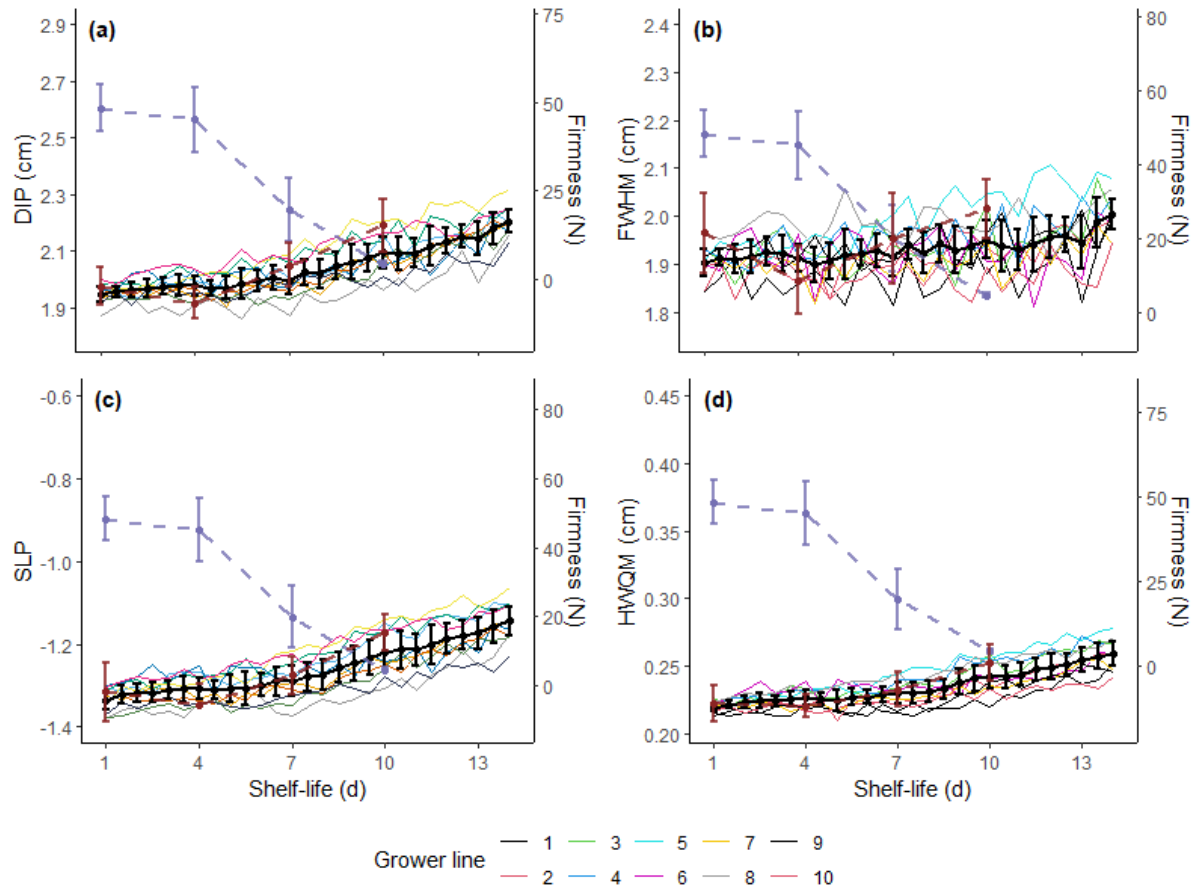 (a)
2.9
2.7
2.5
2.3
2.1
1.9
DIP (cm)
75
50
25
0
Firmness (N)
(b)
2.4
2.3
2.2
2.1
2.0
1.9
1.8
FWHM (cm)
80
60
40
20
0
Firmness (N)
(c)
-0.6
-0.8
-1.0
-1.2
-1.4
SLP
80
60
40
20
0
Firmness (N)
1 4 7 10 13
Shelf-life (d)
(d)
0.45
0.40
0.35
0.30
0.25
0.20
HWQM (cm)
75
50
25
0
Firmness (N)
1 4 7 10 13
Shelf-life (d)
Grower line
1 3 5 7 9
2 4 6 8 10